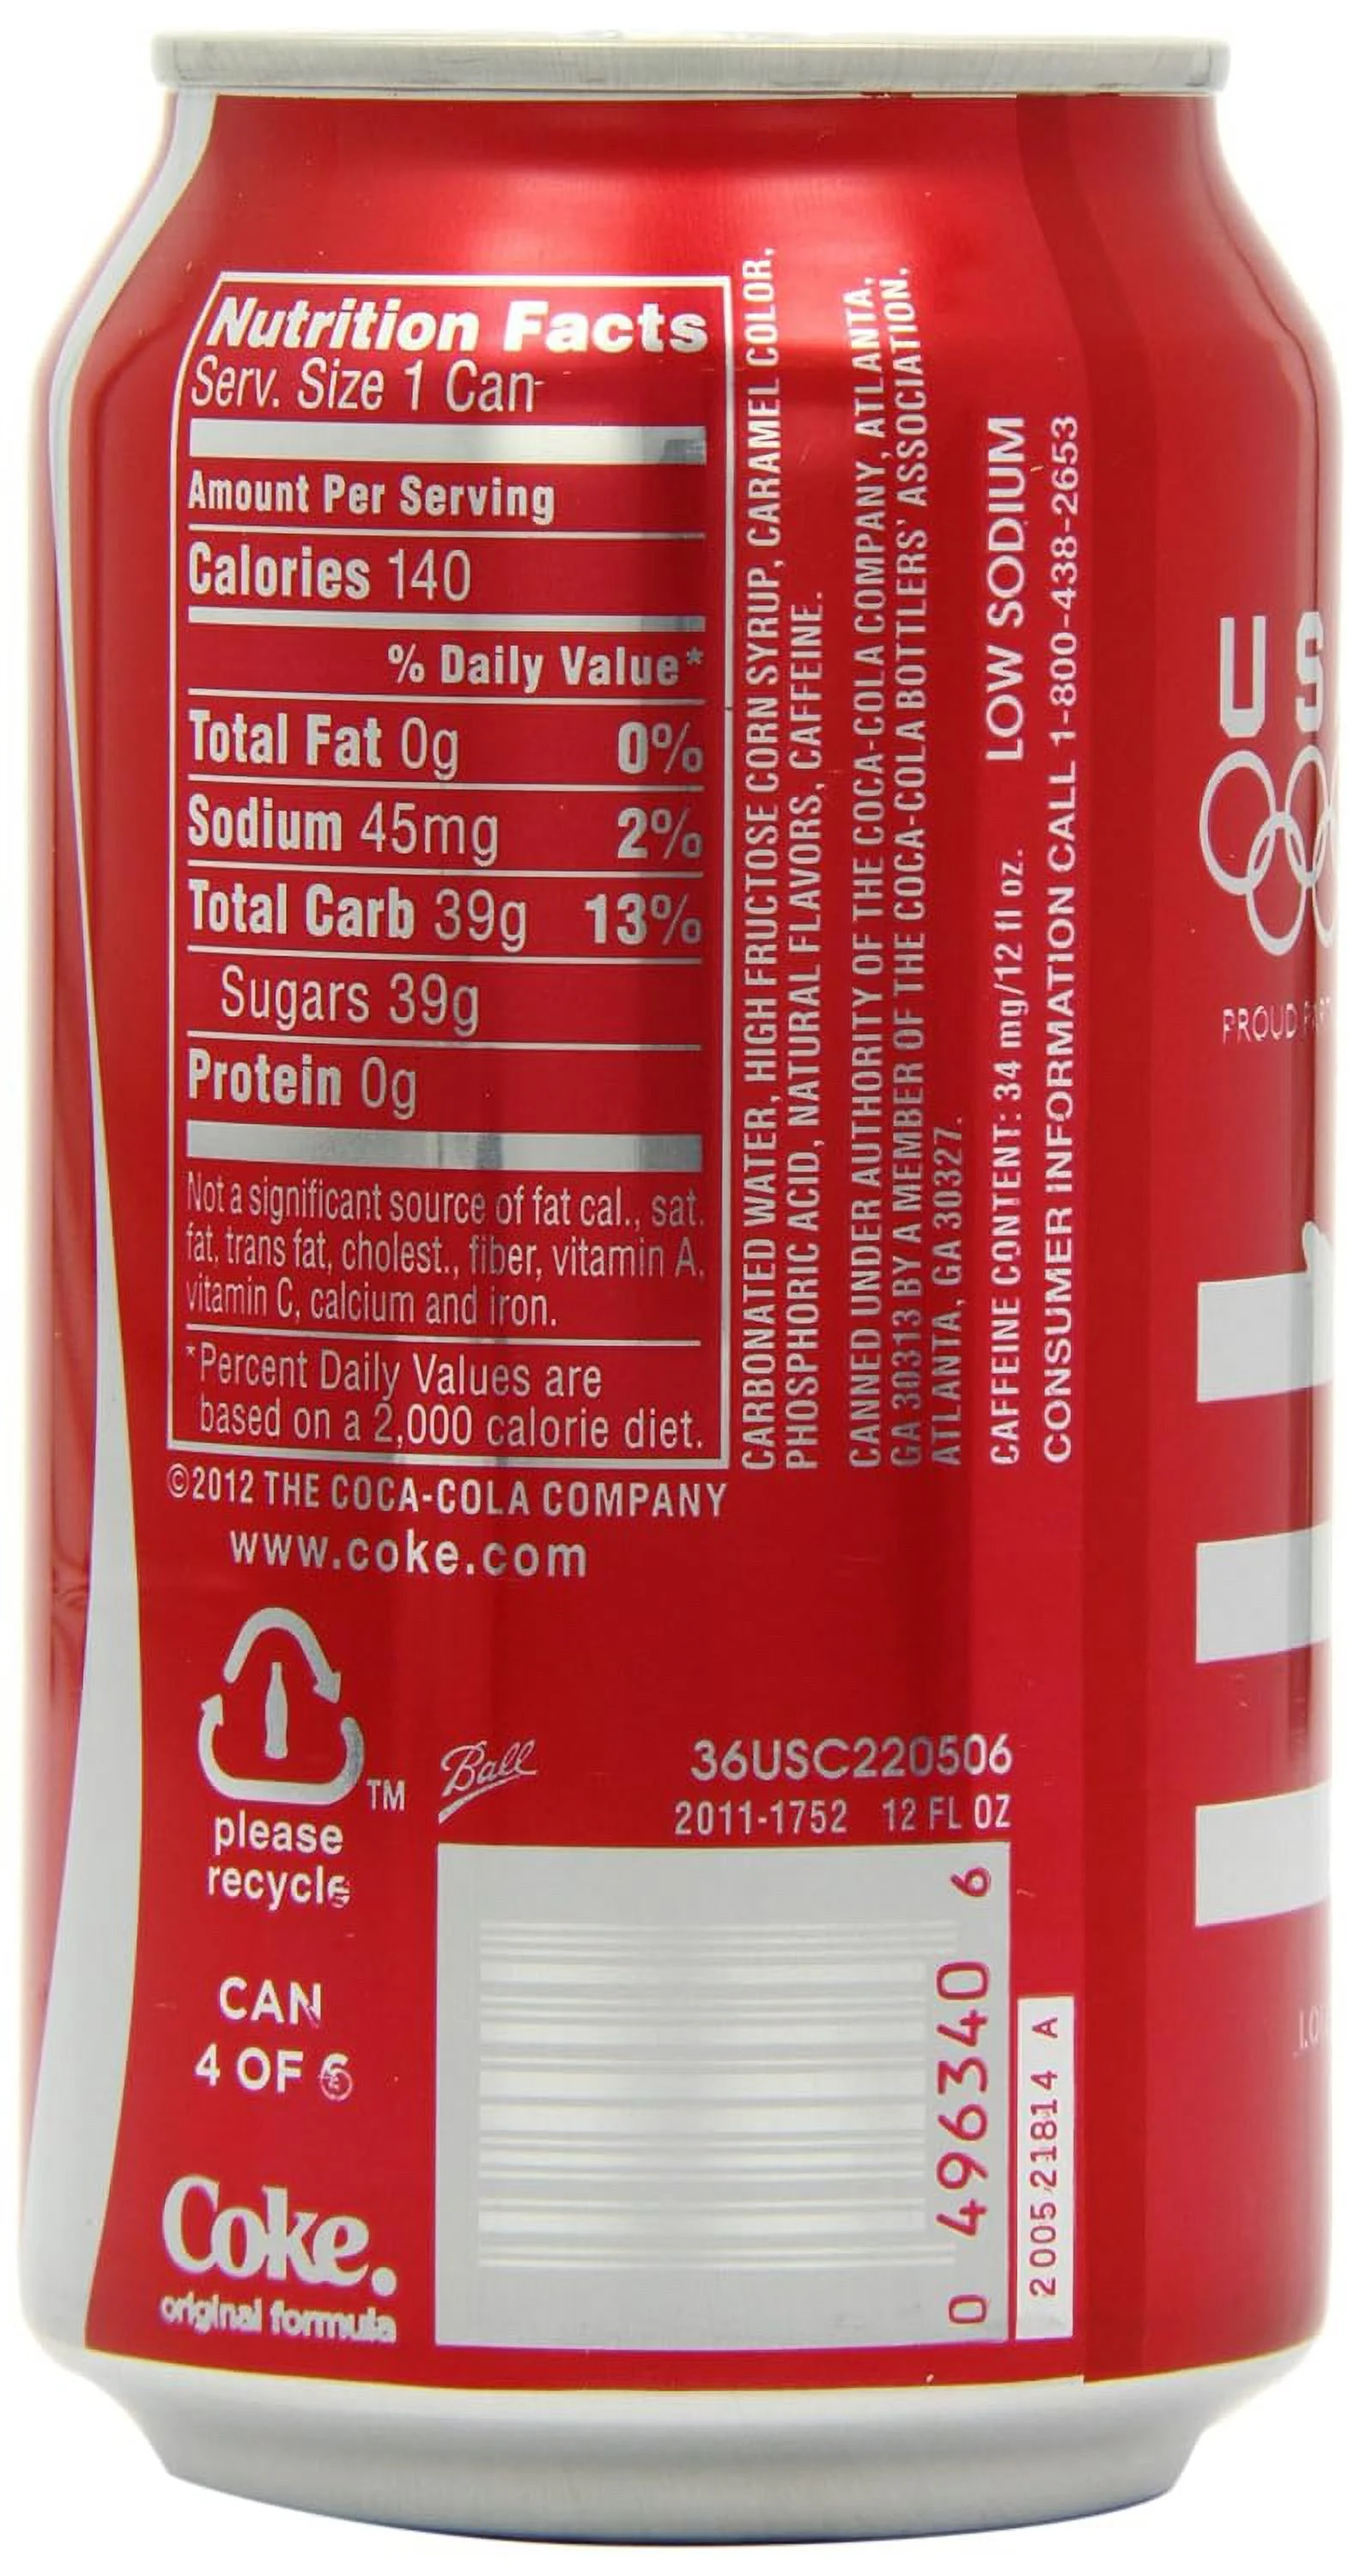 Nutrition Facts
Serv. Size 1 Can
Amount Per Serving
Calories 140
% Daily Value*
Total Fat 0g 0%
Sodium 45mg 2%
Total Carb 39g 13%
Sugars 39g
Protein 0g
Not a significant source of fat cal., sat.
fat, trans fat, cholest., fiber, vitamin A,
vitamin C, calcium and iron.
*Percent Daily Values are
based on a 2,000 calorie diet.
©2012 THE COCA-COLA COMPANY
www.coke.com
CARBONATED WATER, HIGH FRUCTOSE CORN SYRUP, CARAMEL COLOR,
PHOSPHORIC ACID, NATURAL FLAVORS, CAFFEINE.
CANNED UNDER AUTHORITY OF THE COCA-COLA COMPANY, ATLANTA,
GA 30313 BY A MEMBER OF THE COCA-COLA BOTTLERS' ASSOCIATION,
ATLANTA, GA 30327.
CAFFEINE CONTENT: 34 mg/12 fl oz. LOW SODIUM
CONSUMER INFORMATION CALL 1-800-438-2653
TM
please
recycle
Ball
36USC220506
2011-1752 12 FL OZ
CAN
4 OF 6
Coke.
original formula
0 496340 6
200521814 A
US
PROUD